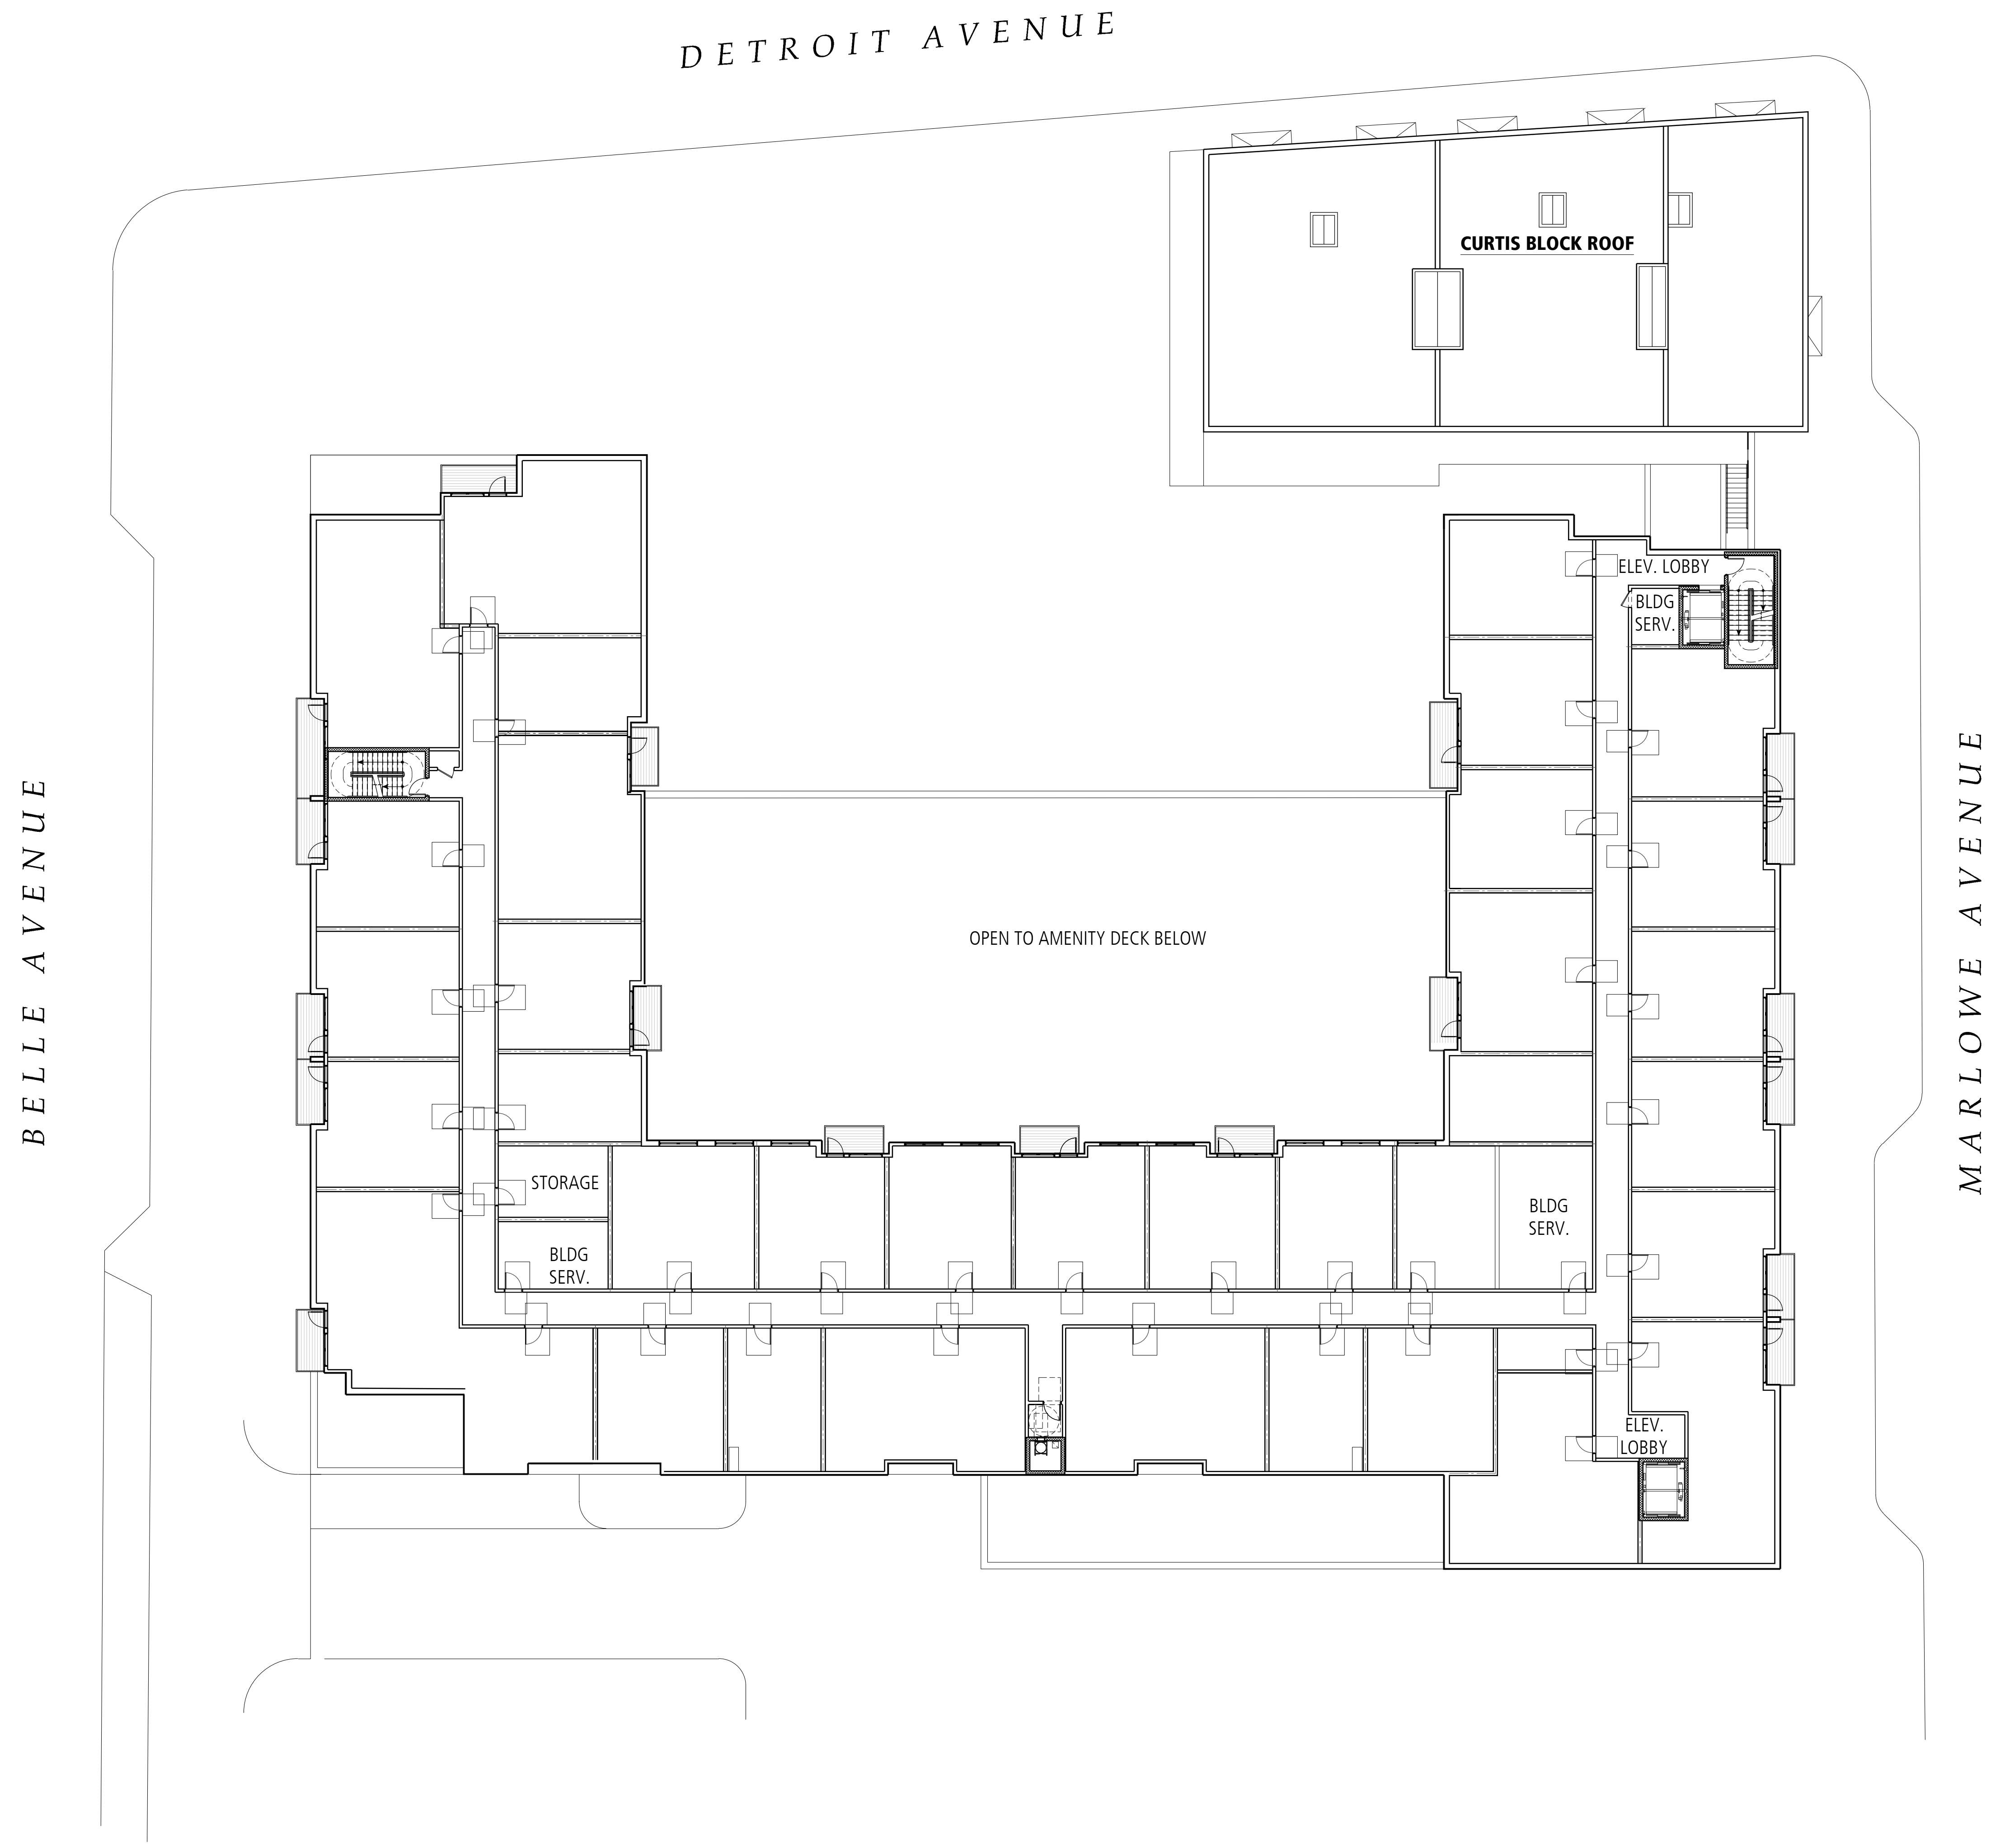 DETROIT AVENUE
CURTIS BLOCK ROOF
ELEV. LOBBY
BLDG
SERV.
BELLE AVENUE
MARLOWE AVENUE
OPEN TO AMENITY DECK BELOW
STORAGE
BLDG
SERV.
BLDG
SERV.
ELEV.
LOBBY